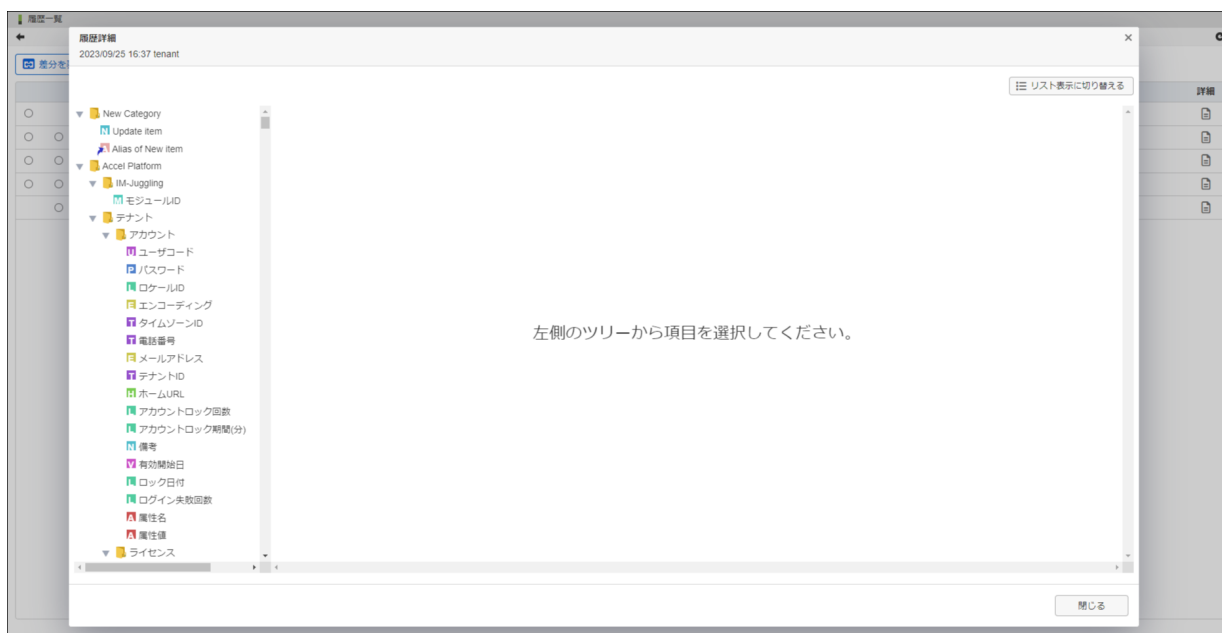 履歴一覧
履歴詳細
2023/09/25 16:37 tenant
差分を
リスト表示に切り替える
詳細
New Category
N Update item
Alias of New item
Accel Platform
IM-Juggling
M モジュールID
テナント
アカウント
U ユーザコード
P パスワード
L ロケールID
E エンコーディング
T タイムゾーンID
T 電話番号
E メールアドレス
T テナントID
H ホームURL
L アカウントロック回数
L アカウントロック期間(分)
N 備考
V 有効開始日
L ロック日付
L ログイン失敗回数
A 属性名
A 属性値
ライセンス
左側のツリーから項目を選択してください。
閉じる